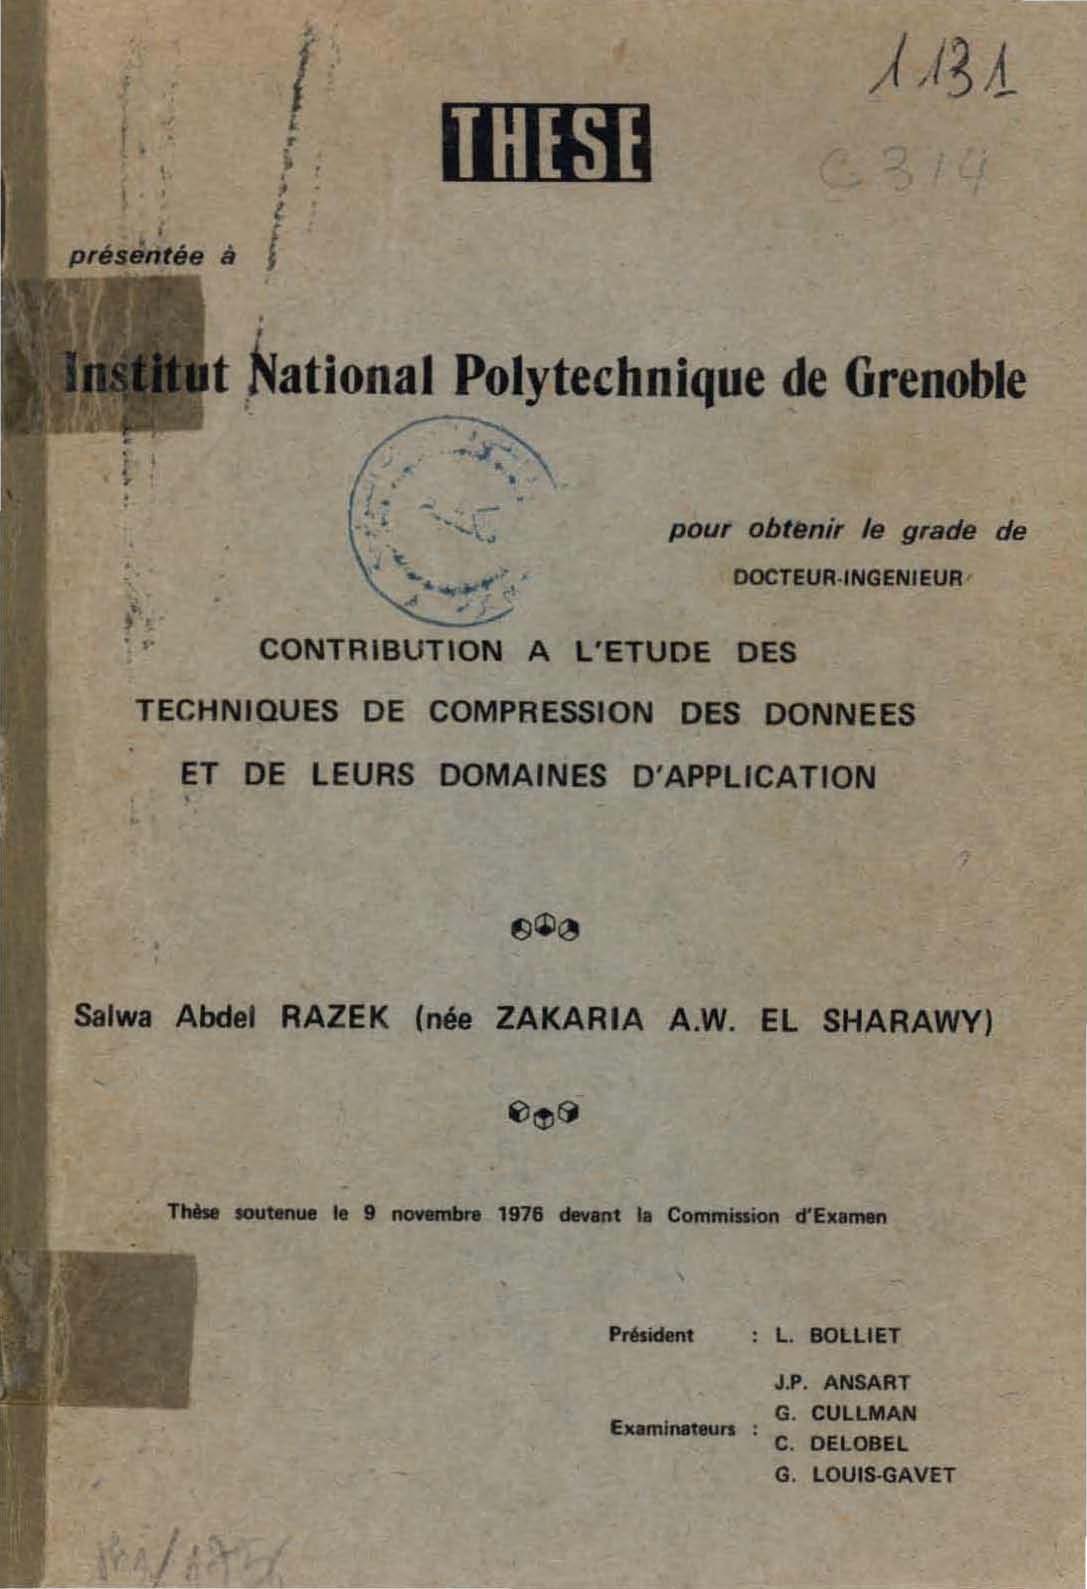 1131
THESE
C 314
présentée à
Institut National Polytechnique de Grenoble
pour obtenir le grade de
DOCTEUR-INGENIEUR
CONTRIBUTION A L'ETUDE DES
TECHNIQUES DE COMPRESSION DES DONNEES
ET DE LEURS DOMAINES D'APPLICATION
Salwa Abdel RAZEK (née ZAKARIA A.W. EL SHARAWY)
Thèse soutenue le 9 novembre 1976 devant la Commission d'Examen
Président : L. BOLLIET
J.P. ANSART
G. CULLMAN
Examinateurs :
C. DELOBEL
G. LOUIS-GAVET